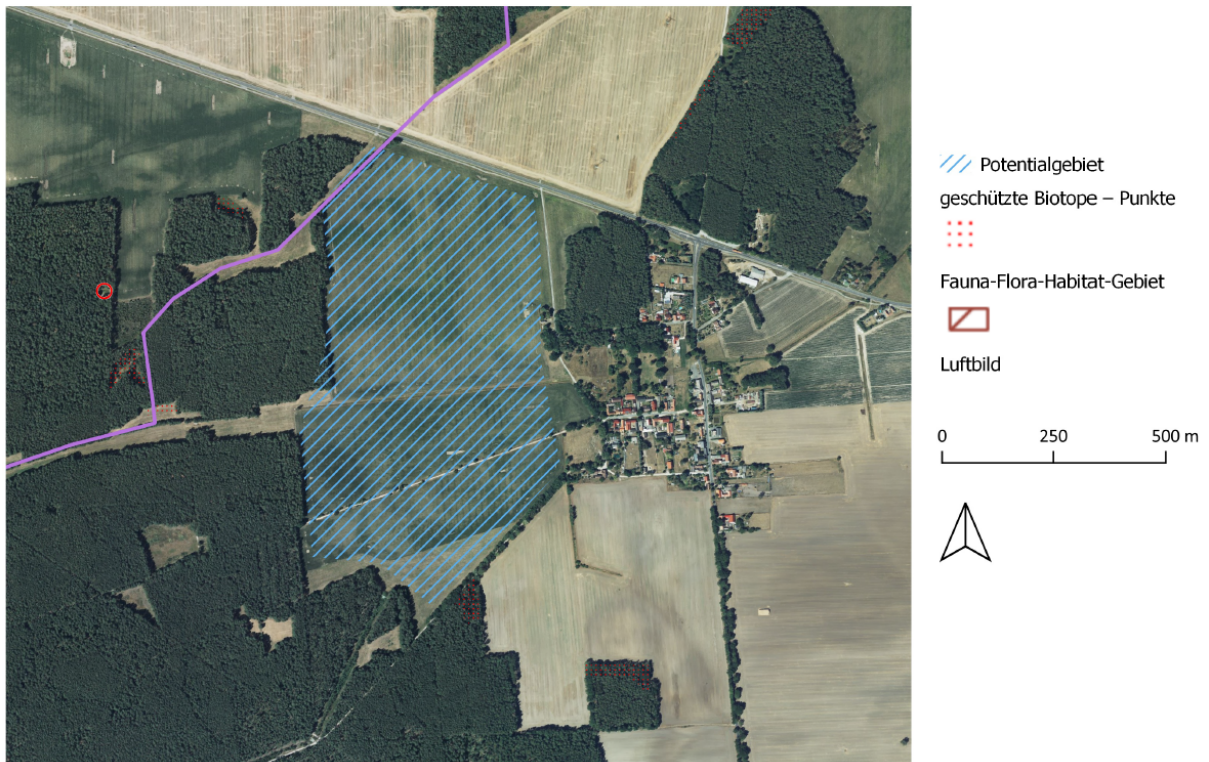 Potentialgebiet
geschützte Biotope – Punkte
Fauna-Flora-Habitat-Gebiet
Luftbild
0 250 500 m